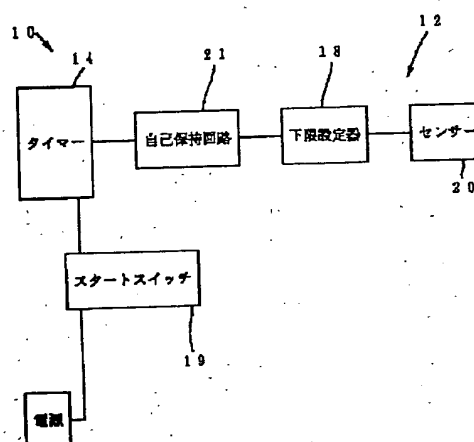 10
12
14
21
18
タイマー
自己保持回路
下限設定器
センサー
20
スタートスイッチ
19
電源